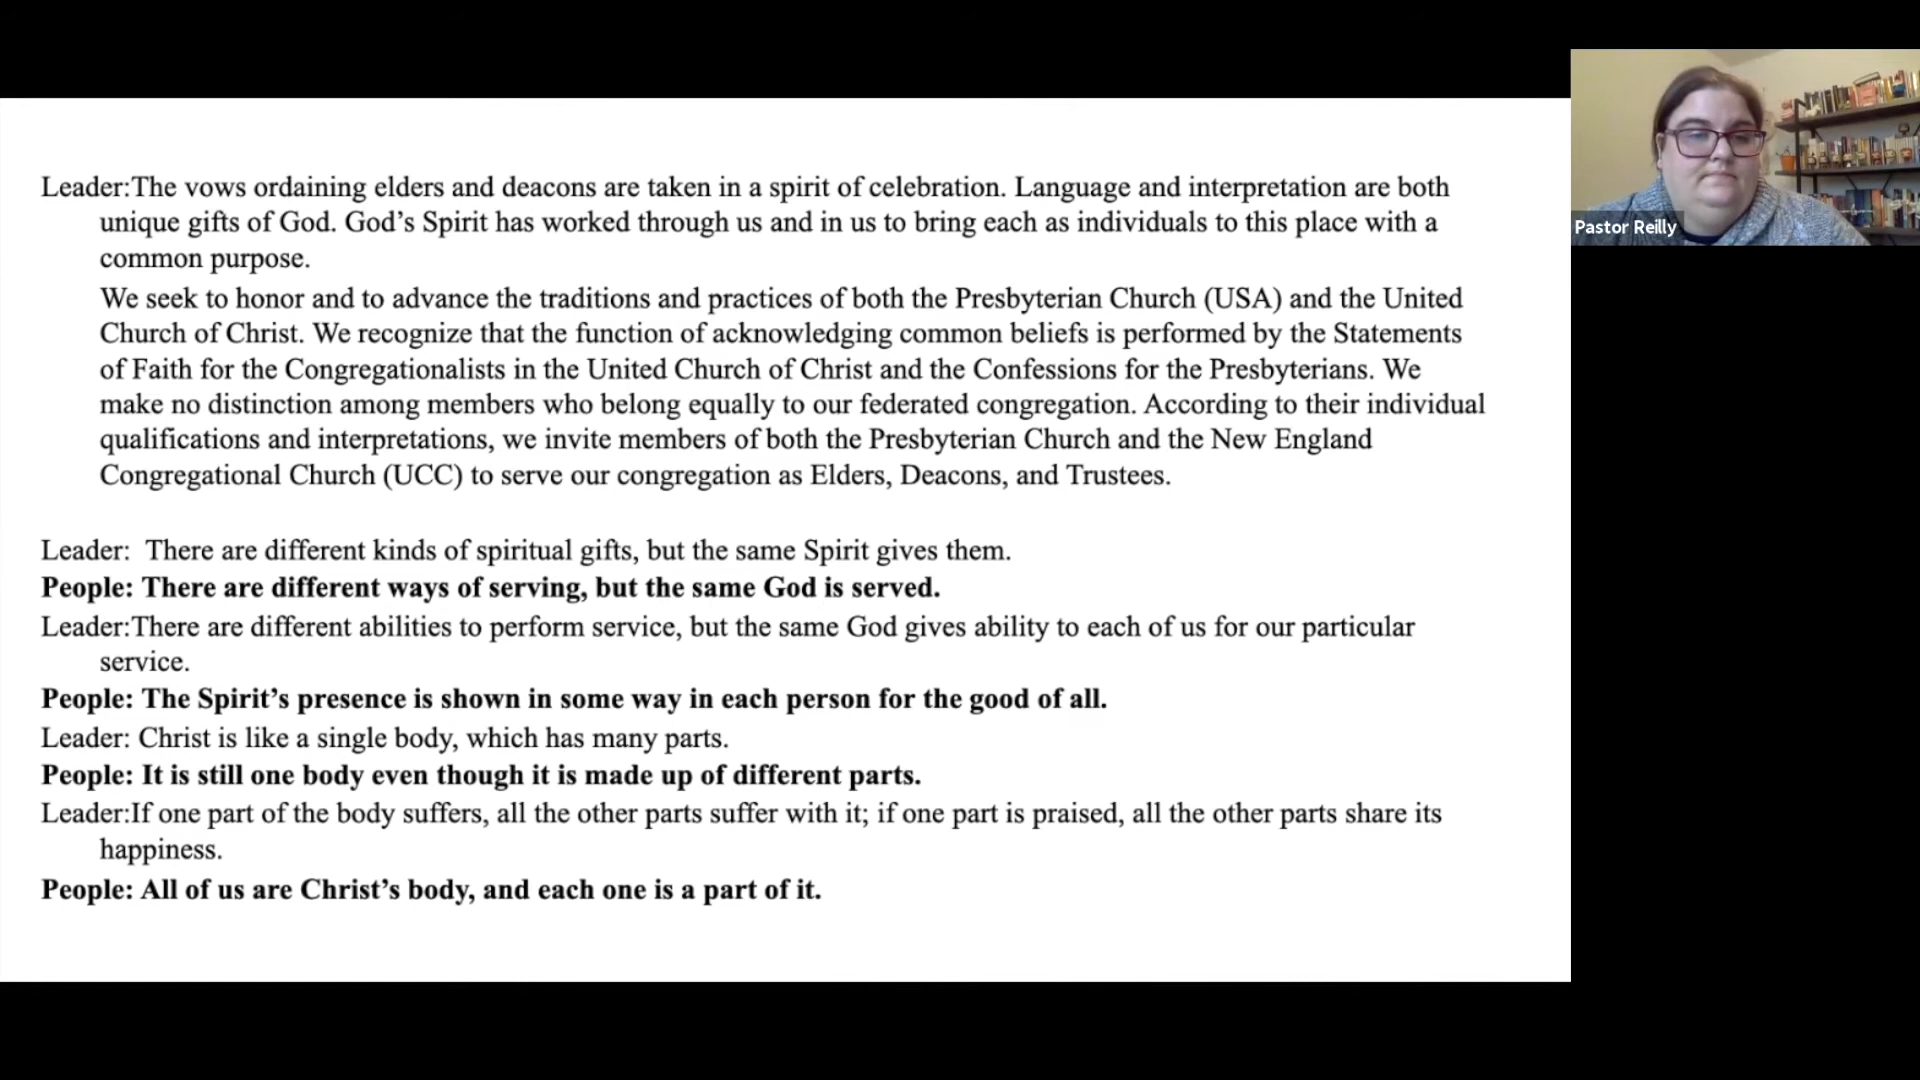 Leader:The vows ordaining elders and deacons are taken in a spirit of celebration. Language and interpretation are both
unique gifts of God. God’s Spirit has worked through us and in us to bring each as individuals to this place with a
common purpose.
We seek to honor and to advance the traditions and practices of both the Presbyterian Church (USA) and the United
Church of Christ. We recognize that the function of acknowledging common beliefs is performed by the Statements
of Faith for the Congregationalists in the United Church of Christ and the Confessions for the Presbyterians. We
make no distinction among members who belong equally to our federated congregation. According to their individual
qualifications and interpretations, we invite members of both the Presbyterian Church and the New England
Congregational Church (UCC) to serve our congregation as Elders, Deacons, and Trustees.
Leader:  There are different kinds of spiritual gifts, but the same Spirit gives them.
People: There are different ways of serving, but the same God is served.
Leader:There are different abilities to perform service, but the same God gives ability to each of us for our particular
service.
People: The Spirit’s presence is shown in some way in each person for the good of all.
Leader: Christ is like a single body, which has many parts.
People: It is still one body even though it is made up of different parts.
Leader:If one part of the body suffers, all the other parts suffer with it; if one part is praised, all the other parts share its
happiness.
People: All of us are Christ’s body, and each one is a part of it.
Pastor Reilly